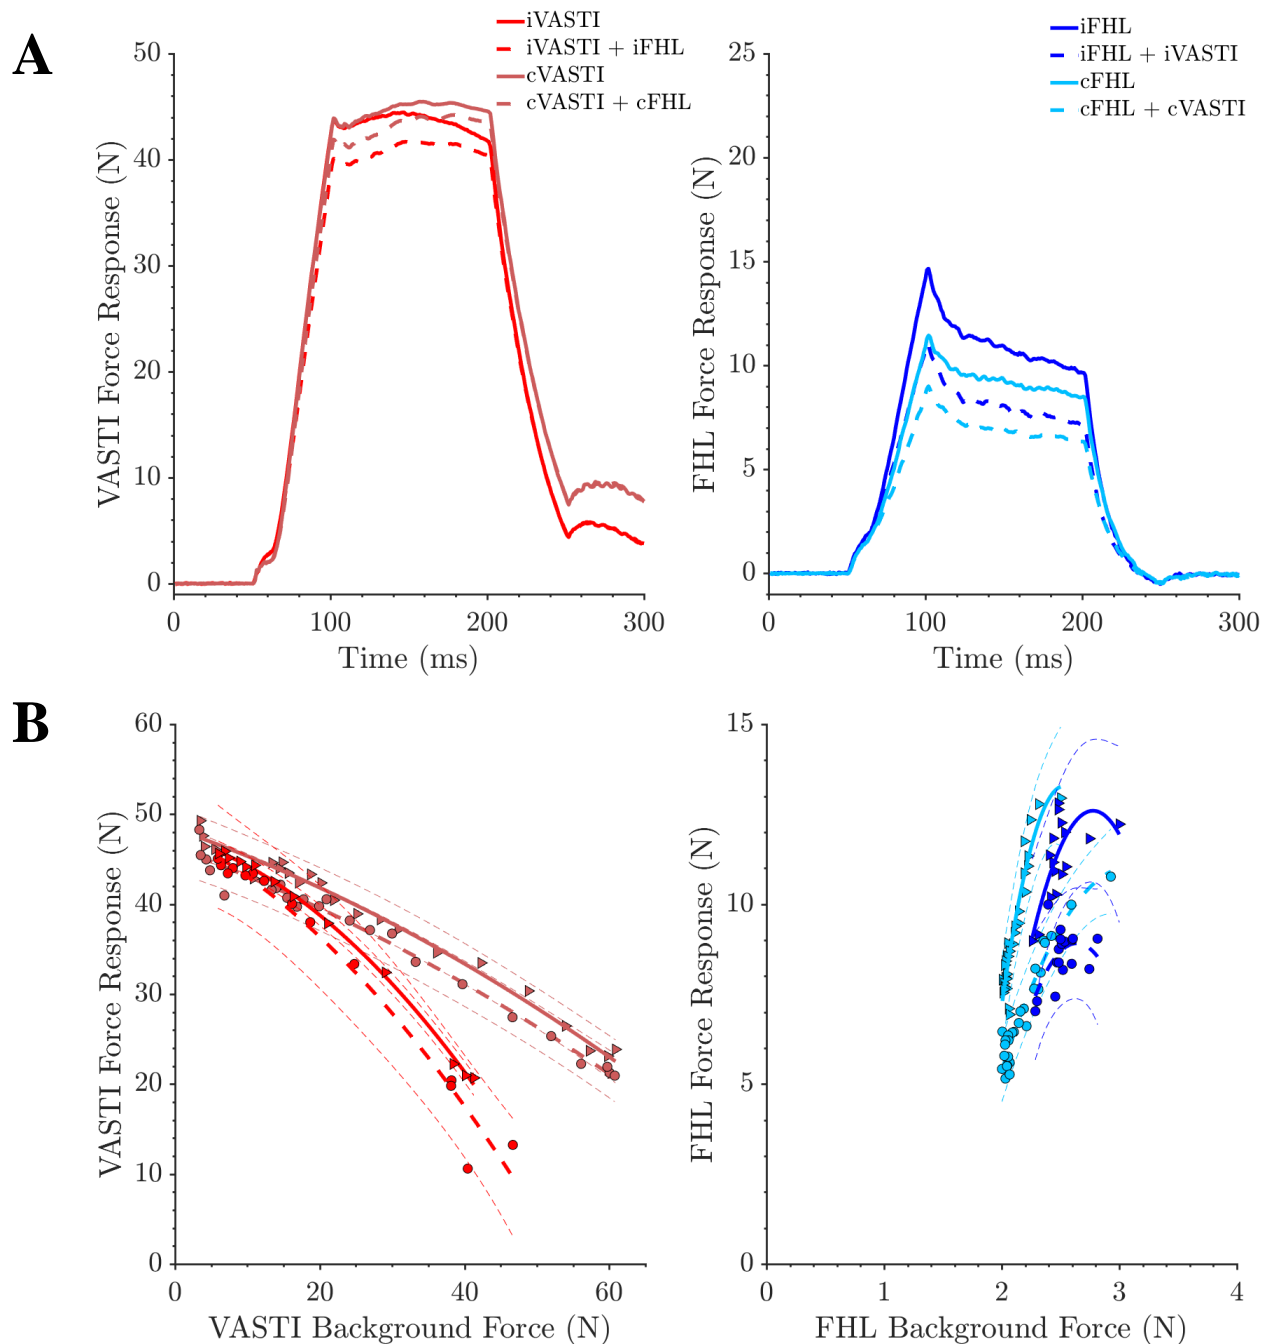 A
iVASTI
iVASTI + iFHL
cVASTI
cVASTI + cFHL
50
40
30
20
10
0
VASTI Force Response (N)
0 100 200 300
Time (ms)
iFHL
iFHL + iVASTI
cFHL
cFHL + cVASTI
25
20
15
10
5
0
FHL Force Response (N)
0 100 200 300
Time (ms)
B
60
50
40
30
20
10
0
VASTI Force Response (N)
0 20 40 60
VASTI Background Force (N)
15
10
5
0
FHL Force Response (N)
0 1 2 3 4
FHL Background Force (N)